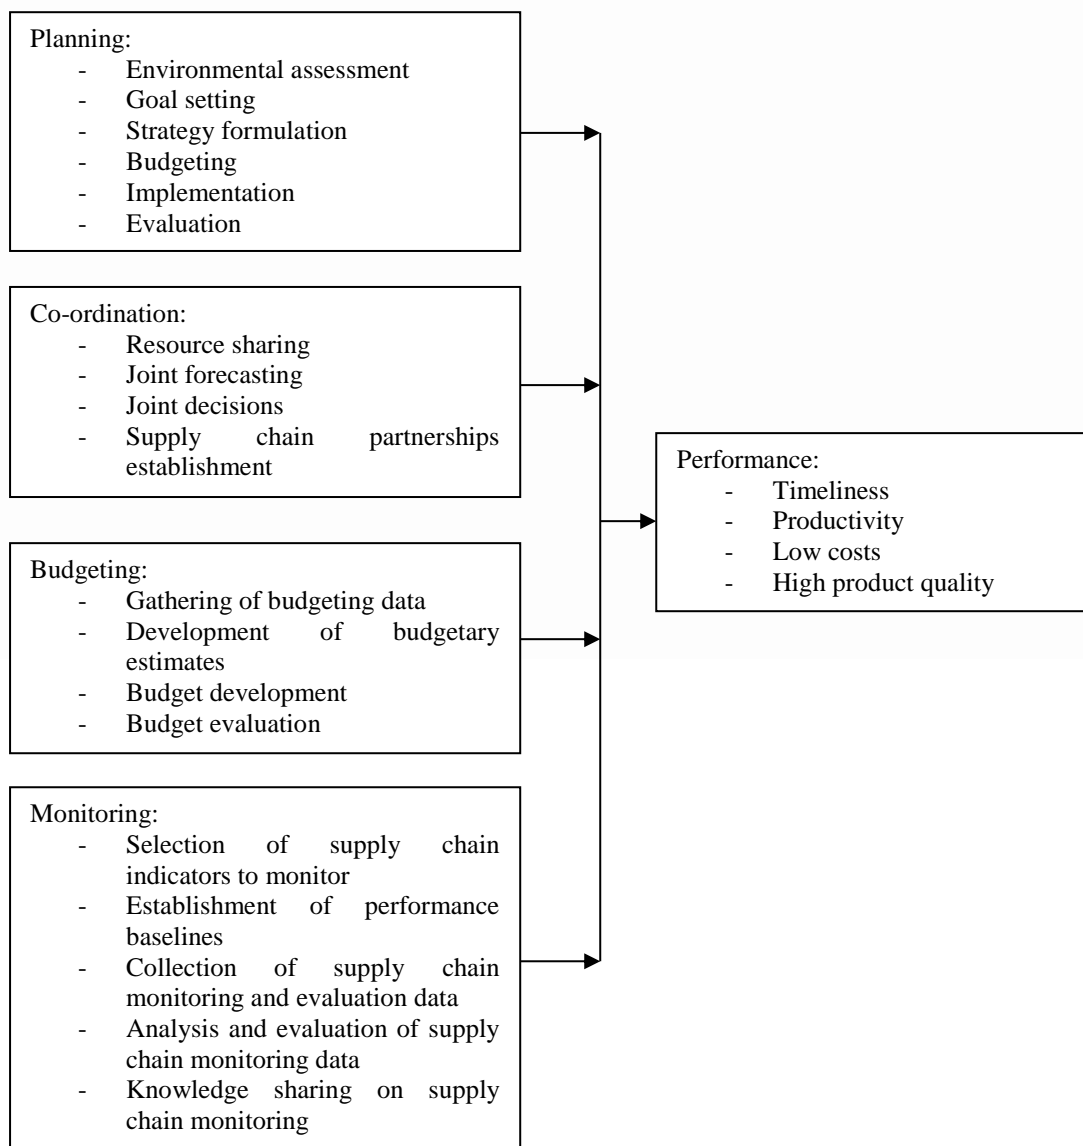 Planning:
- Environmental assessment
- Goal setting
- Strategy formulation
- Budgeting
- Implementation
- Evaluation
Co-ordination:
- Resource sharing
- Joint forecasting
- Joint decisions
- Supply chain partnerships
establishment
Performance:
- Timeliness
- Productivity
- Low costs
- High product quality
Budgeting:
- Gathering of budgeting data
- Development of budgetary
estimates
- Budget development
- Budget evaluation
Monitoring:
- Selection of supply chain
indicators to monitor
- Establishment of performance
baselines
- Collection of supply chain
monitoring and evaluation data
- Analysis and evaluation of supply
chain monitoring data
- Knowledge sharing on supply
chain monitoring